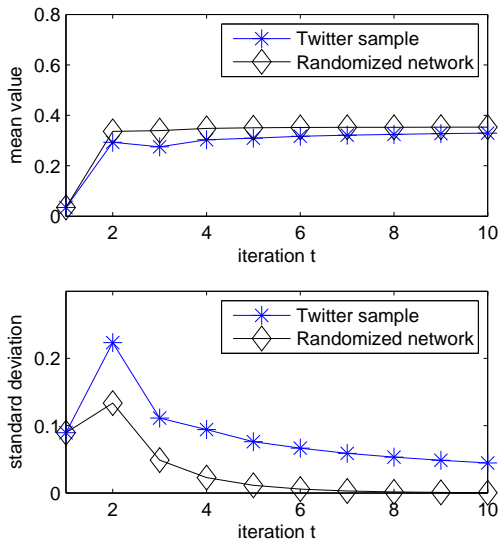 0.8
0.6
0.4
0.2
0
mean value
Twitter sample
Randomized network
2 4 6 8 10
iteration t
0.2
0.1
0
standard deviation
Twitter sample
Randomized network
2 4 6 8 10
iteration t